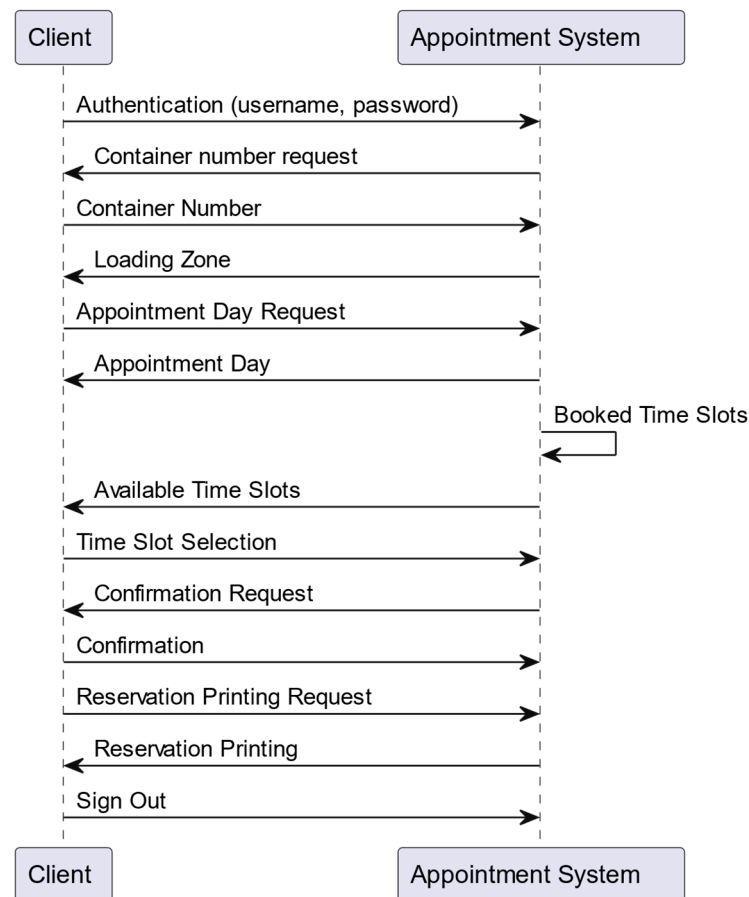 Client
Appointment System
Authentication (username, password)
Container number request
Container Number
Loading Zone
Appointment Day Request
Appointment Day
Booked Time Slots
Available Time Slots
Time Slot Selection
Confirmation Request
Confirmation
Reservation Printing Request
Reservation Printing
Sign Out
Client
Appointment System